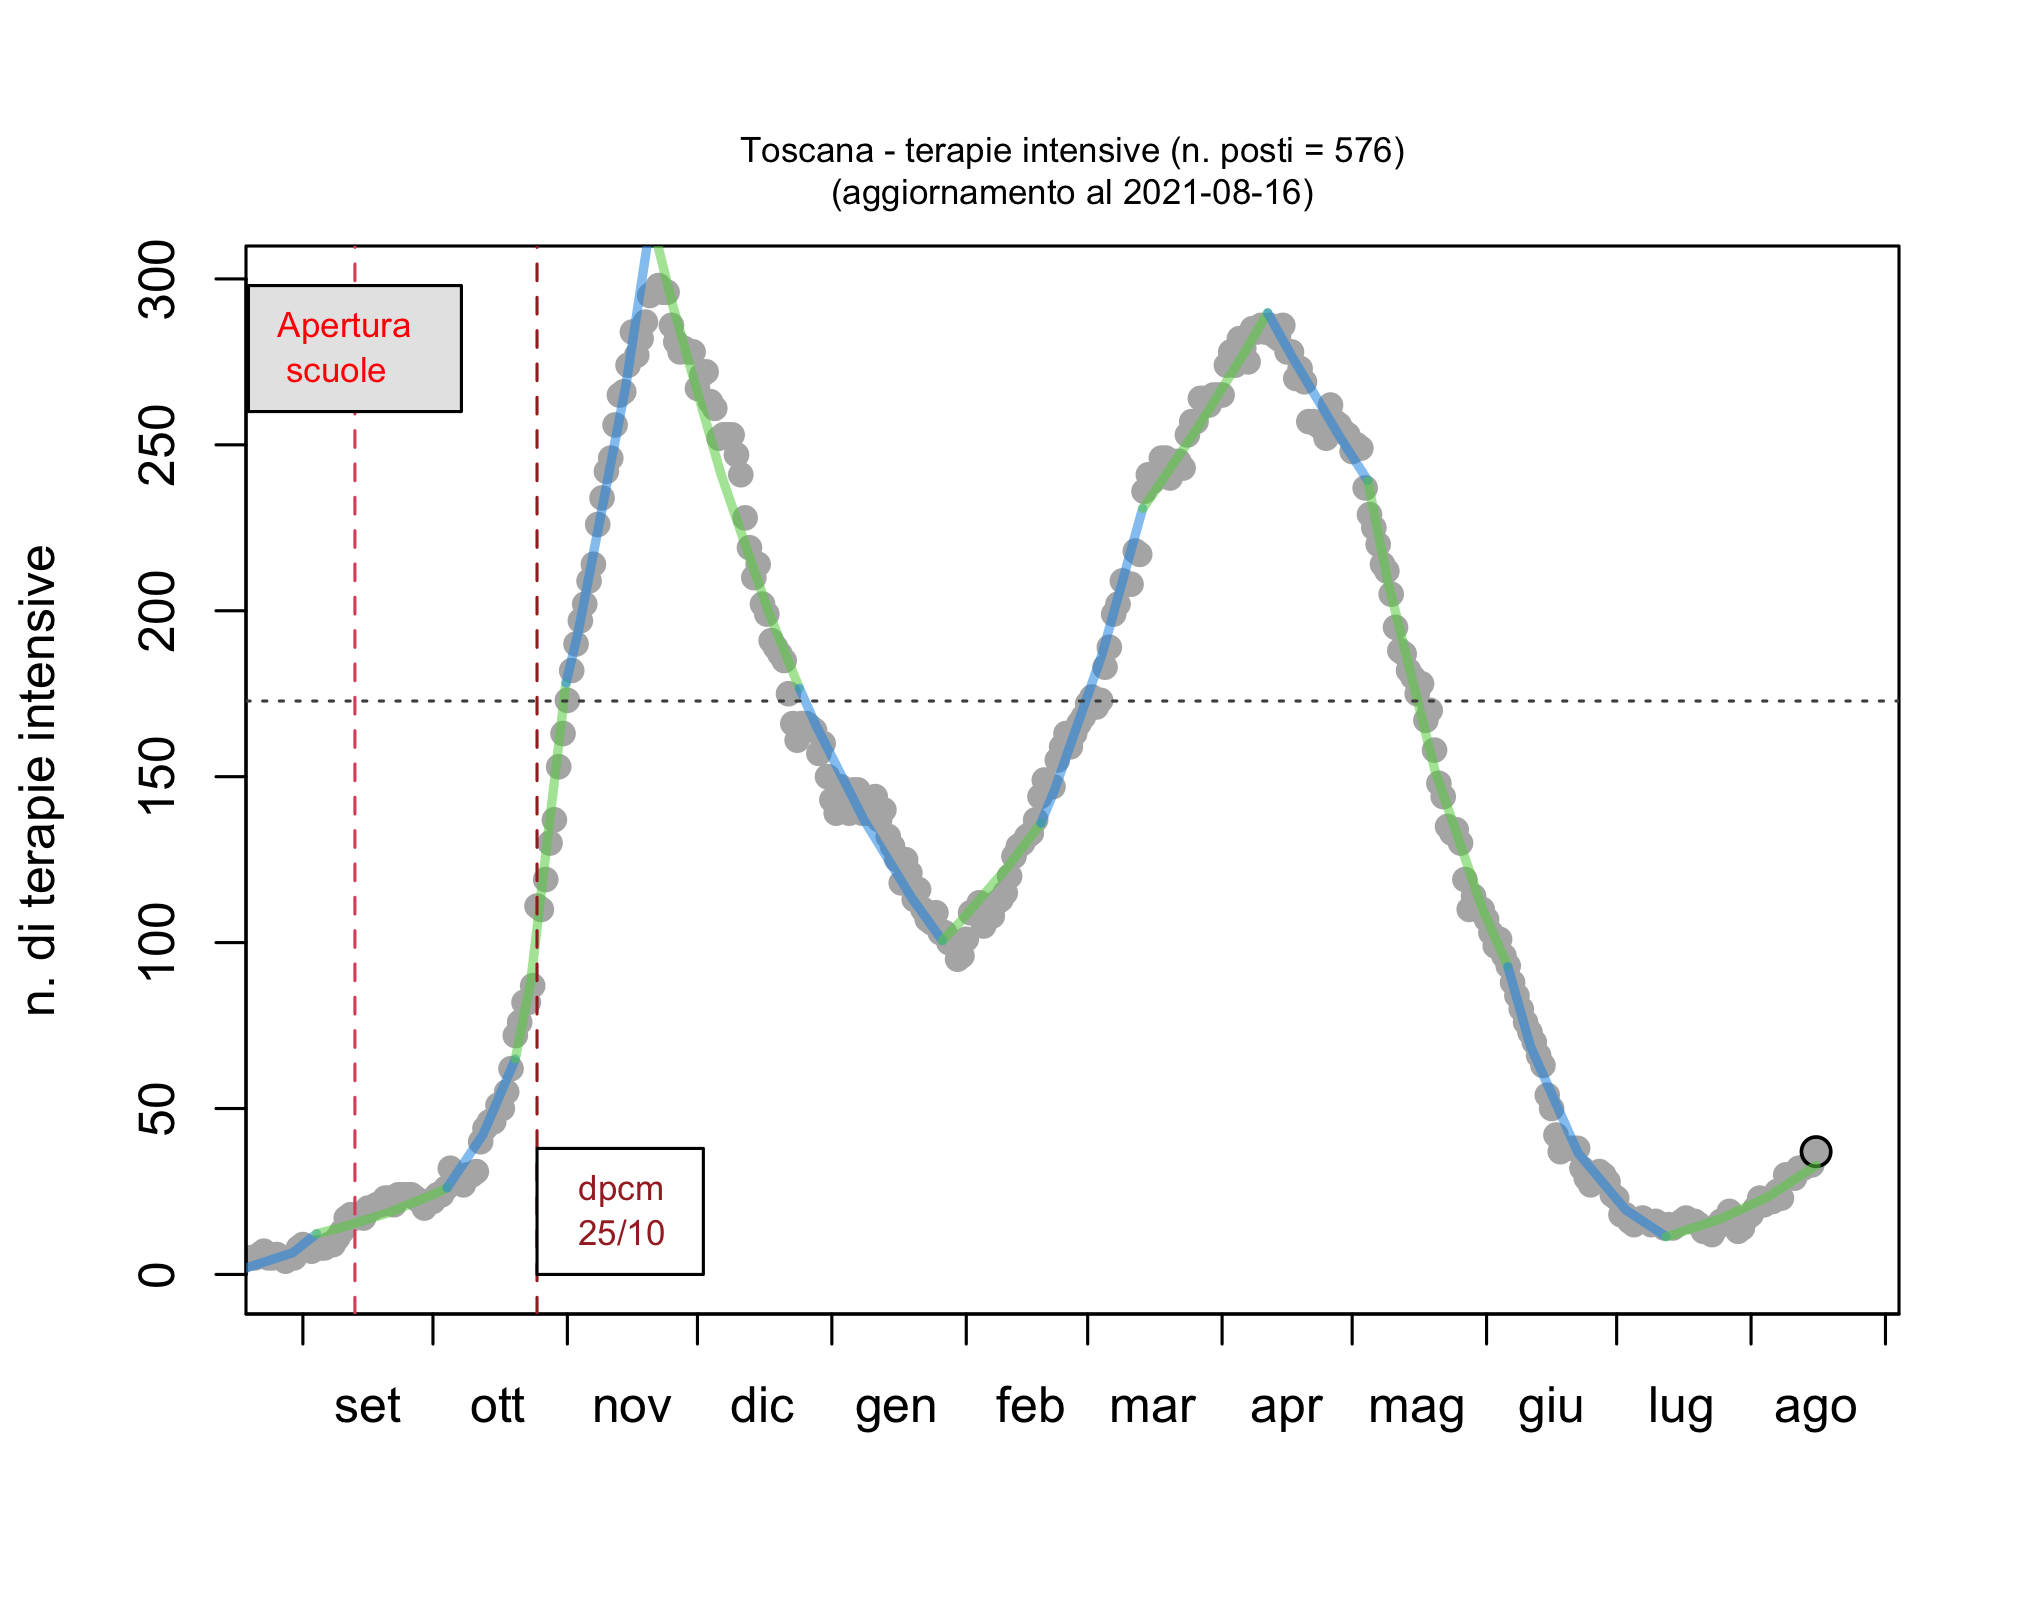 Toscana - terapie intensive (n. posti = 576)
(aggiornamento al 2021-08-16)
n. di terapie intensive
300
250
200
150
100
50
0
Apertura
scuole
dpcm
25/10
set ott nov dic gen feb mar apr mag giu lug ago